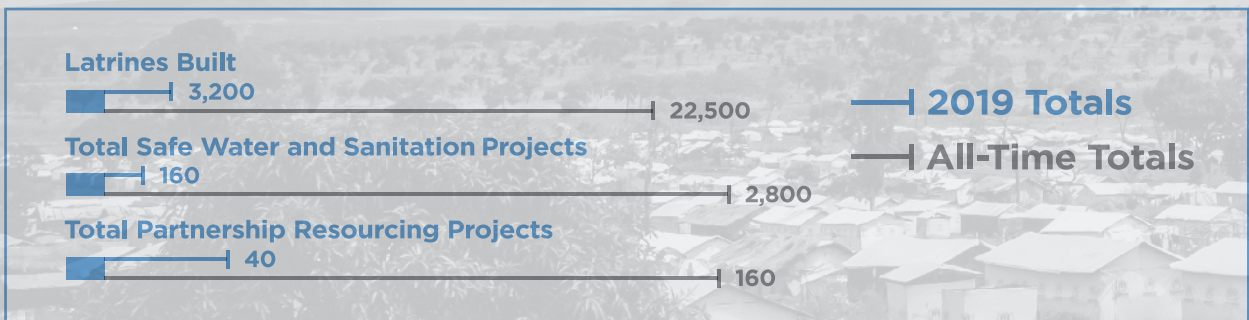 Latrines Built
3,200
22,500
Total Safe Water and Sanitation Projects
160
2,800
Total Partnership Resourcing Projects
40
160
2019 Totals
All-Time Totals